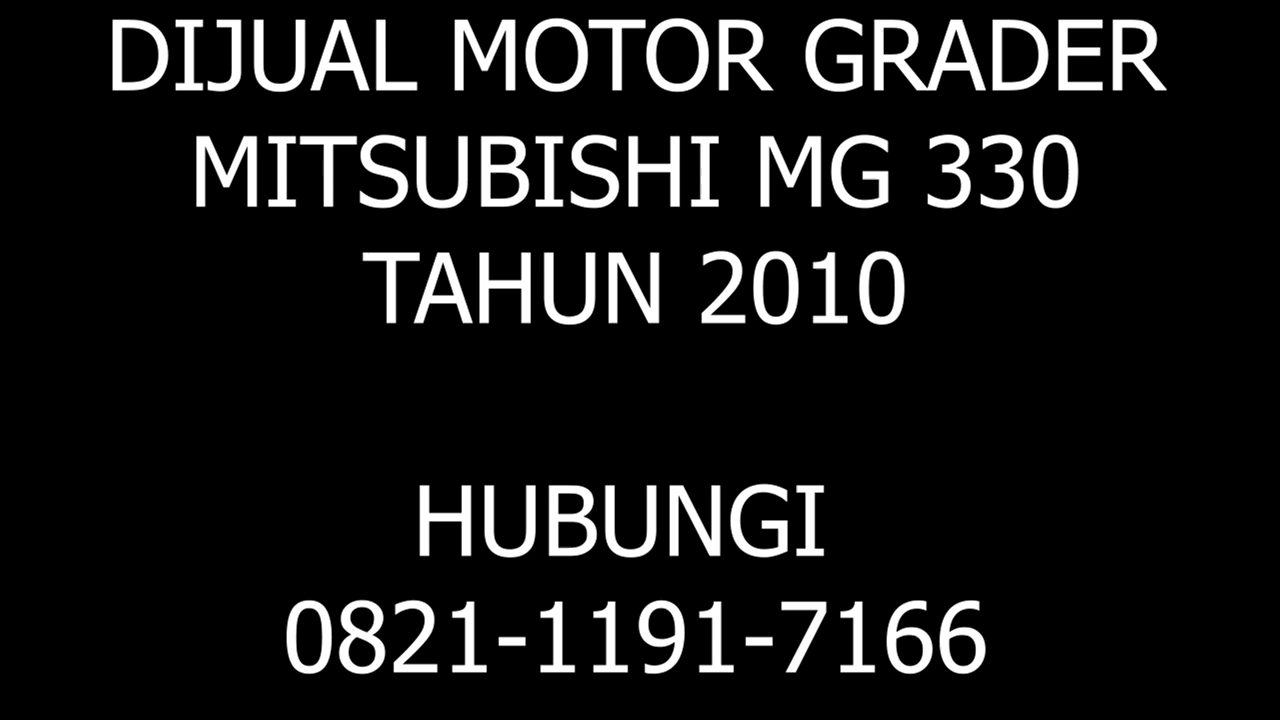 DIJUAL MOTOR GRADER
MITSUBISHI MG 330
TAHUN 2010
HUBUNGI
0821-1191-7166